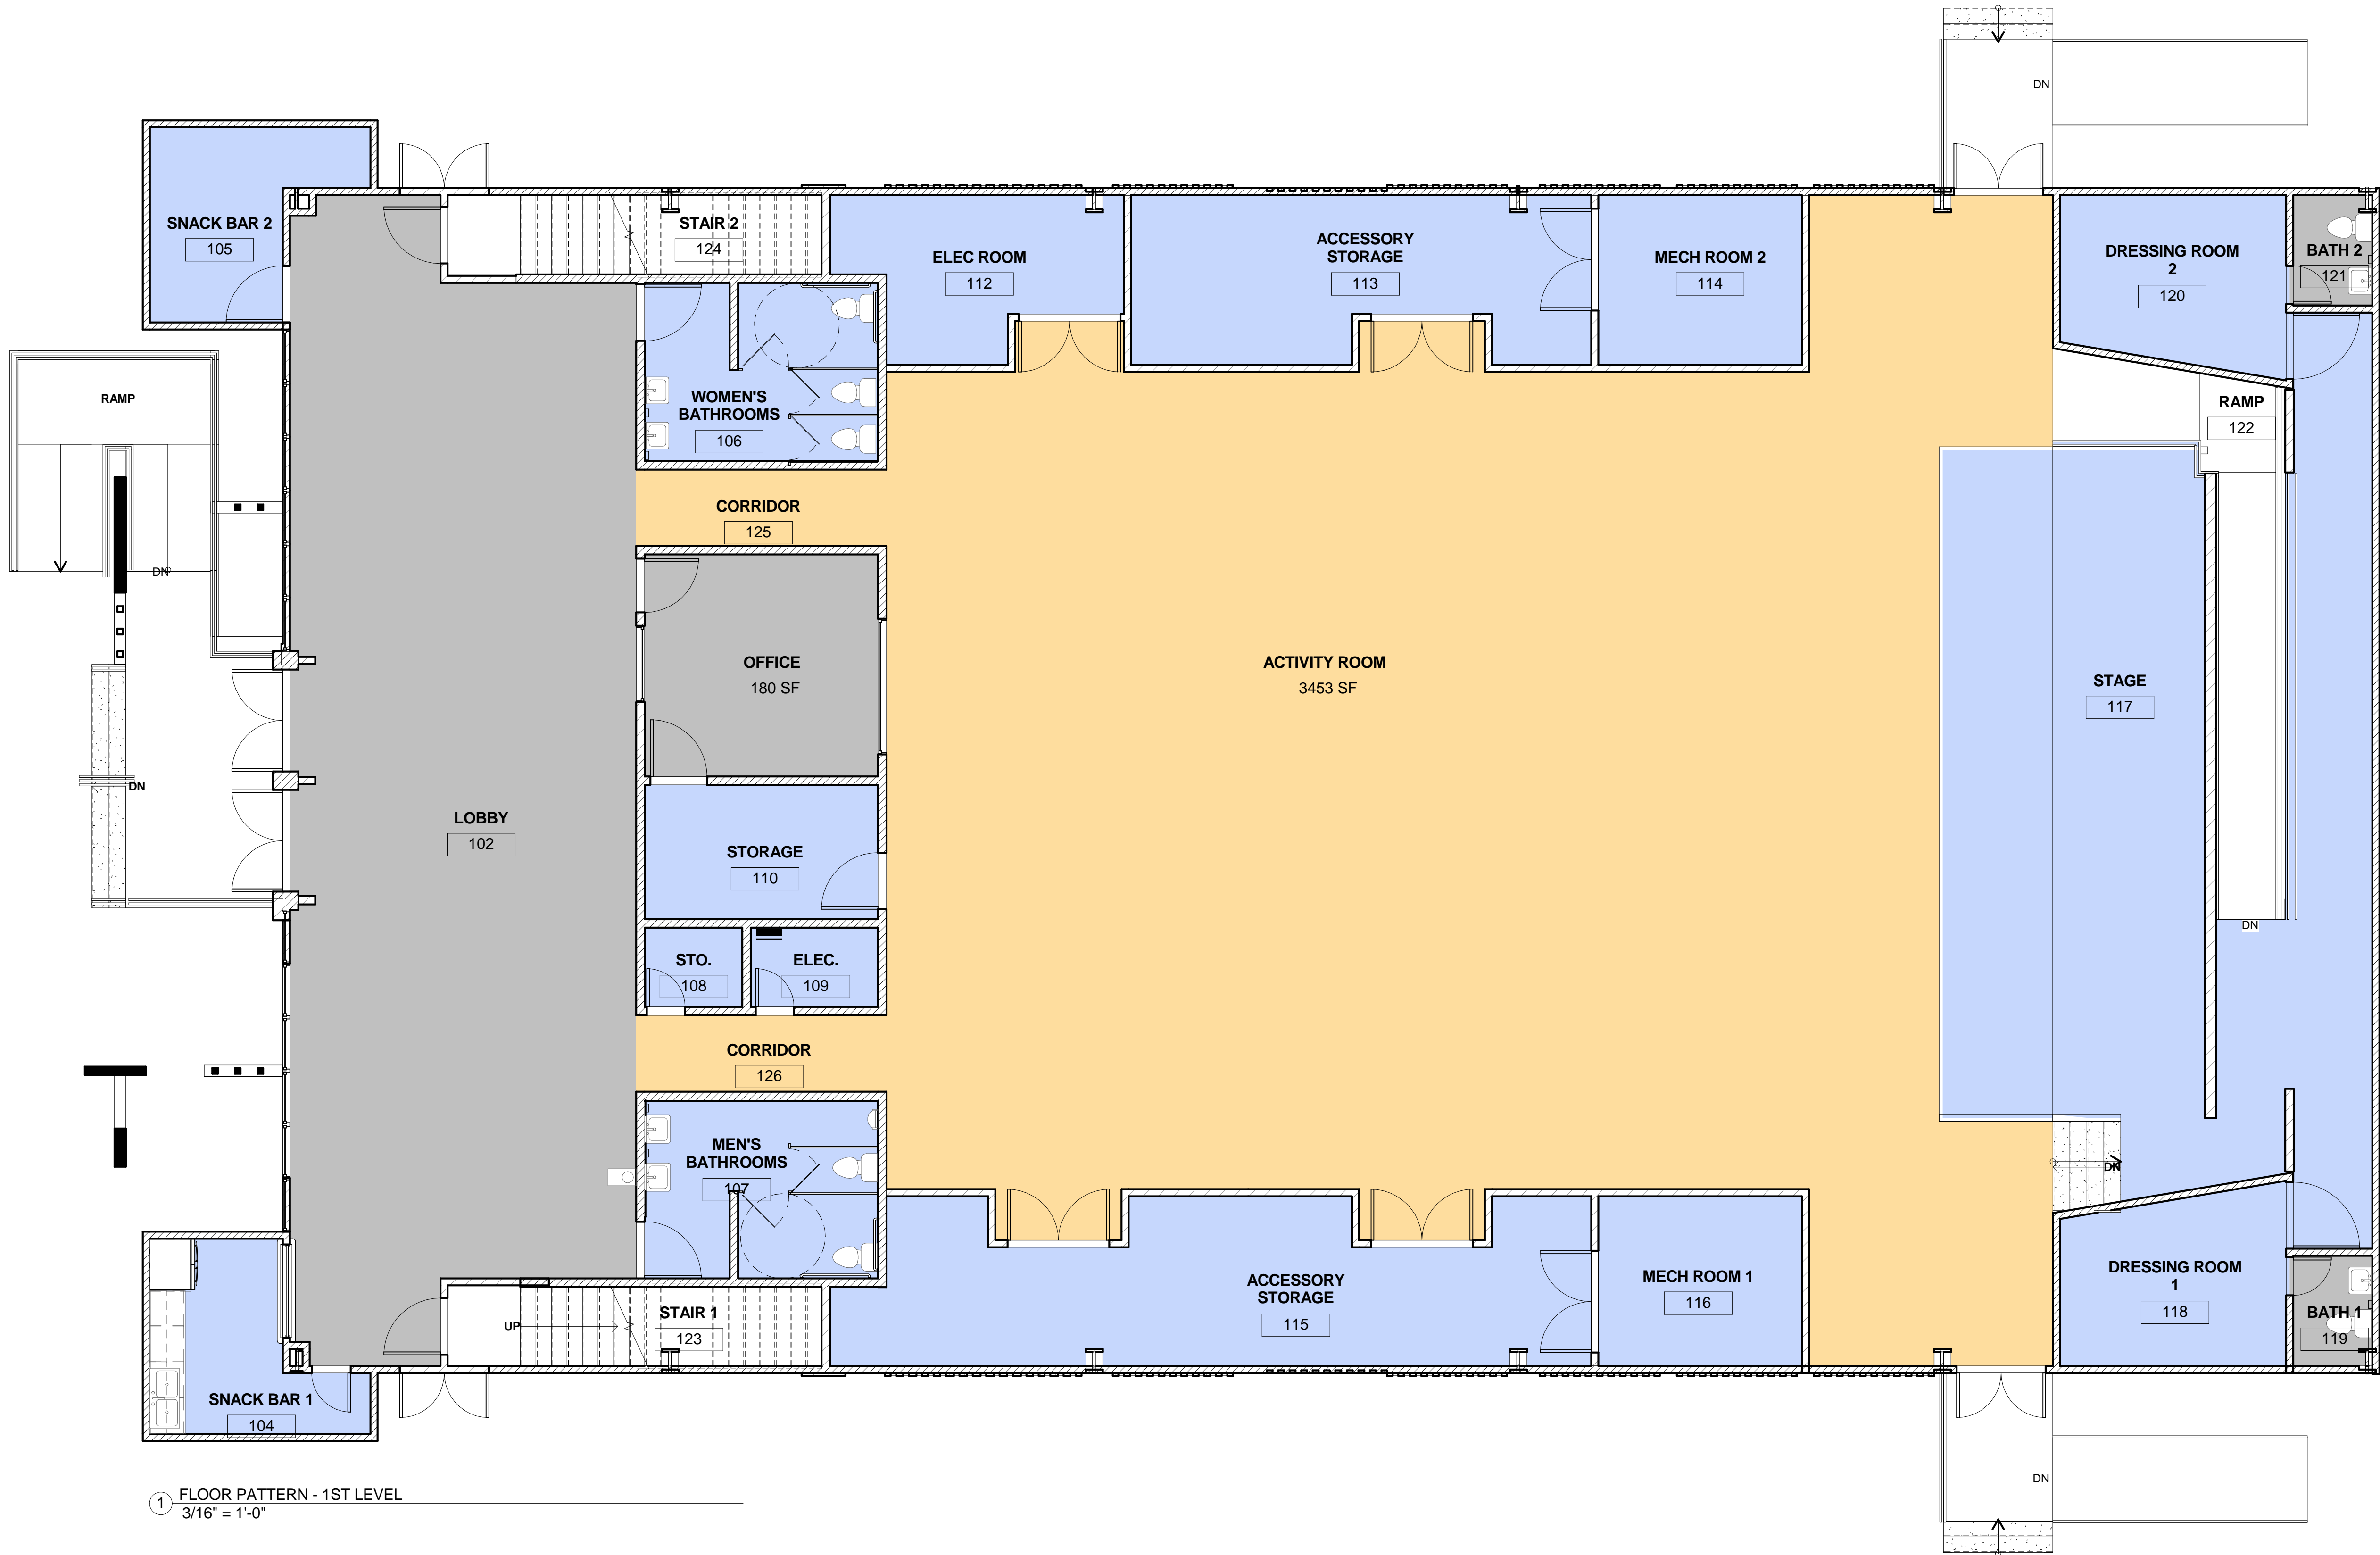 DN
SNACK BAR 2
105
STAIR 2
124
ELEC ROOM
112
ACCESSORY
STORAGE
113
MECH ROOM 2
114
DRESSING ROOM
2
120
BATH 2
121
RAMP
WOMEN'S
BATHROOMS
106
RAMP
122
CORRIDOR
125
DN
OFFICE
180 SF
ACTIVITY ROOM
3453 SF
STAGE
117
DN
LOBBY
102
STORAGE
110
DN
STO.
108
ELEC.
109
CORRIDOR
126
MEN'S
BATHROOMS
107
DN
ACCESSORY
STORAGE
115
MECH ROOM 1
116
DRESSING ROOM
1
118
BATH 1
119
UP
STAIR 1
123
SNACK BAR 1
104
DN
1
FLOOR PATTERN - 1ST LEVEL
3/16" = 1'-0"